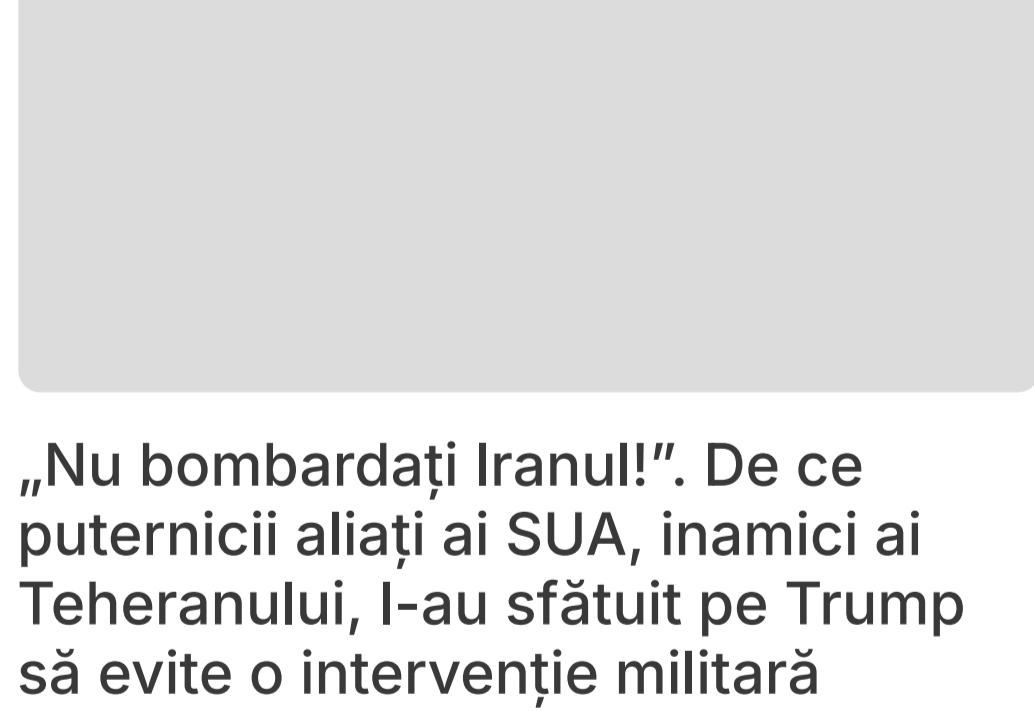 „Nu bombardați Iranul!”. De ce
puternicii aliați ai SUA, inamici ai
Teheranului, l-au sfătuit pe Trump
să evite o intervenție militară